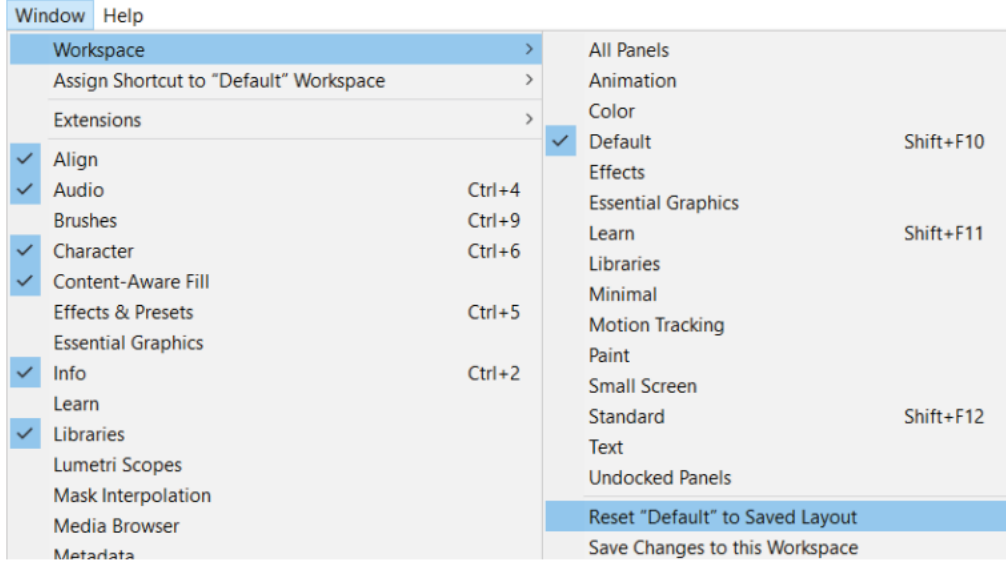 Window Help
Workspace
Assign Shortcut to “Default” Workspace
Extensions
Align
Audio Ctrl+4
Brushes Ctrl+9
Character Ctrl+6
Content-Aware Fill
Effects & Presets Ctrl+5
Essential Graphics
Info Ctrl+2
Learn
Libraries
Lumetri Scopes
Mask Interpolation
Media Browser
Metadata
All Panels
Animation
Color
Default Shift+F10
Effects
Essential Graphics
Learn Shift+F11
Libraries
Minimal
Motion Tracking
Paint
Small Screen
Standard Shift+F12
Text
Undocked Panels
Reset “Default” to Saved Layout
Save Changes to this Workspace